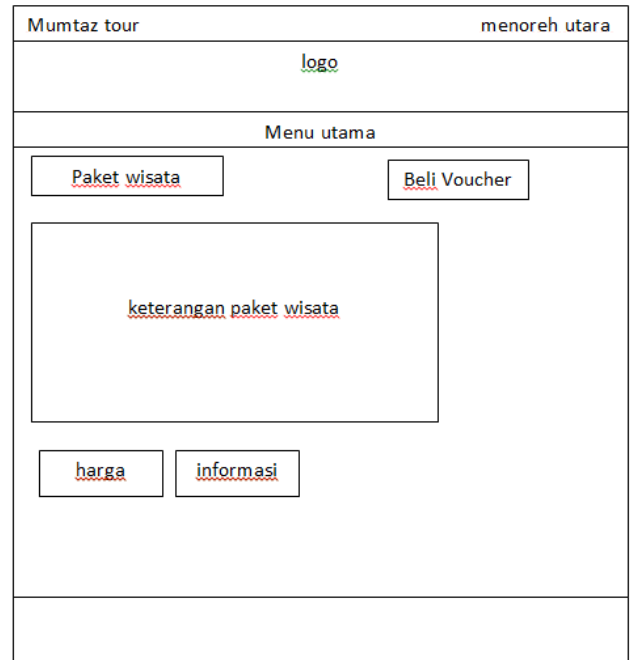 Mumtaz tour menoreh utara
logo
Menu utama
Paket wisata Beli Voucher
keterangan paket wisata
harga informasi